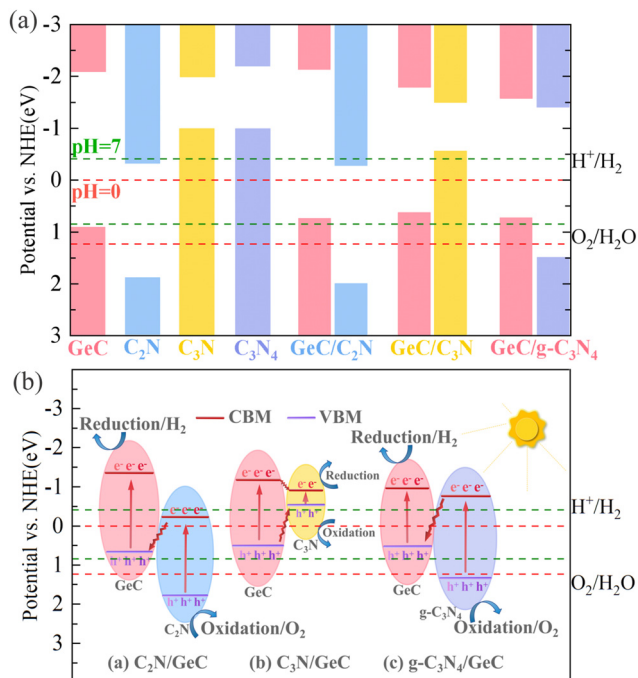 (a)
-3
-2
-1
0
1
2
3
Potential vs. NHE(eV)
pH=7
pH=0
H⁺/H₂
O₂/H₂O
GeC C₂N C₃N C₃N₄ GeC/C₂N GeC/C₃N GeC/g-C₃N₄
(b)
-3
-2
-1
0
1
2
3
Potential vs. NHE(eV)
Reduction/H₂ CBM VBM Reduction/H₂
e⁻ e⁻ e⁻
h⁺ h⁺ h⁺
GeC
e⁻ e⁻ e⁻
h⁺ h⁺ h⁺
C₂N
Oxidation/O₂
(a) C₂N/GeC
e⁻ e⁻ e⁻
h⁺ h⁺ h⁺
GeC
Reduction
e⁻ e⁻ e⁻
h⁺ h⁺
Oxidation
C₃N
(b) C₃N/GeC
e⁻ e⁻ e⁻
h⁺ h⁺ h⁺
GeC
e⁻ e⁻ e⁻
h⁺ h⁺ h⁺
g-C₃N₄
Oxidation/O₂
(c) g-C₃N₄/GeC
H⁺/H₂
O₂/H₂O